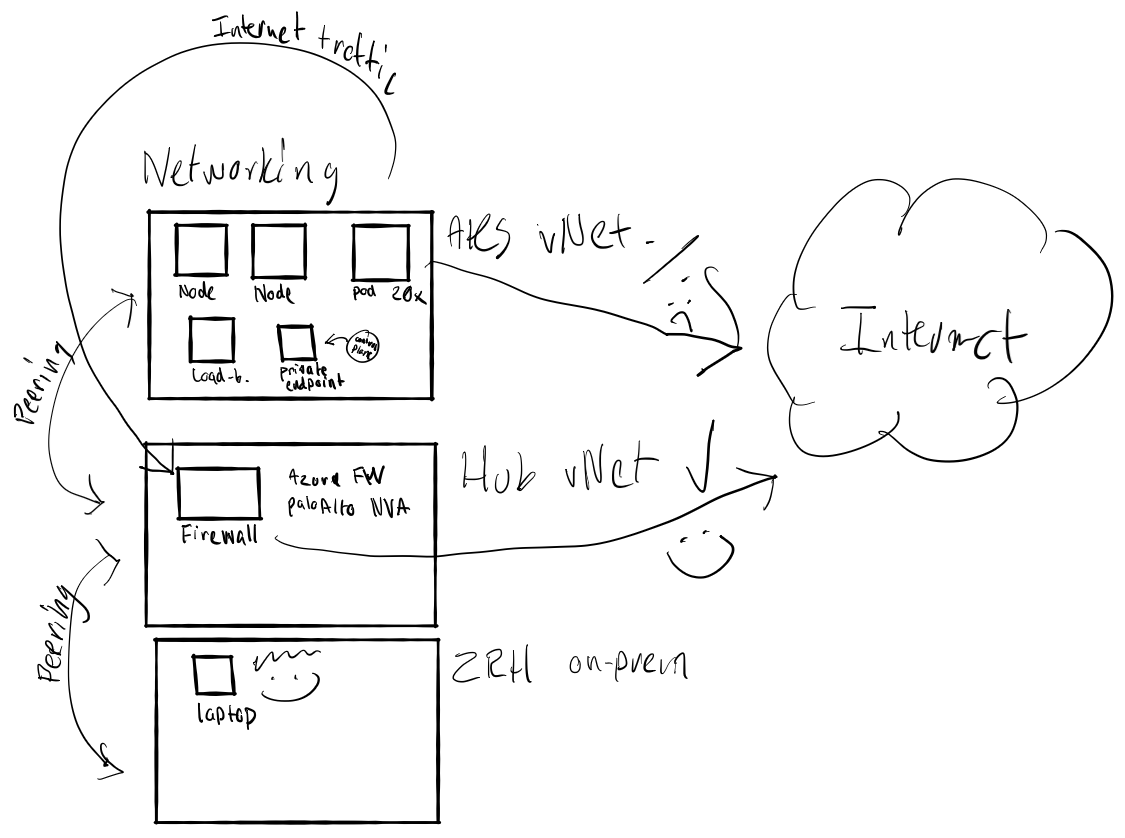 Internet traffic
Networking
AKS vNet.
Node
Node
pod 20x
Load-b.
private
endpoint
control
plane
Peering
Internet
Hub vNet
Azure FW
paloAlto NVA
Firewall
Peering
ZRH on-prem
laptop